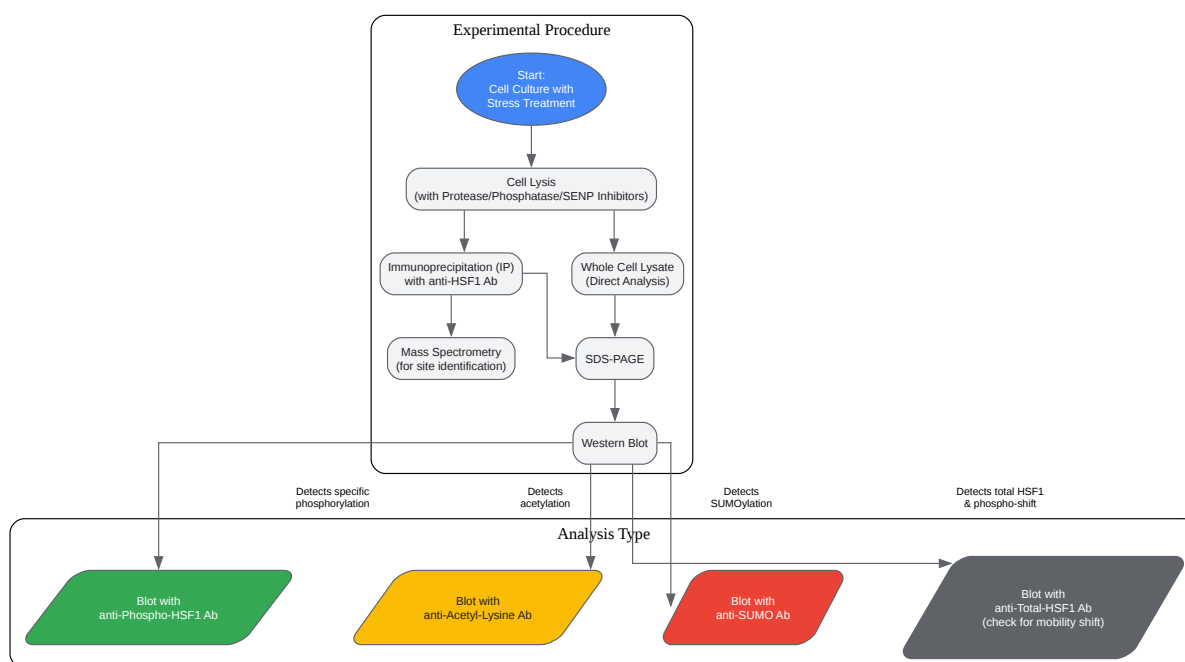 Experimental Procedure
Start:
Cell Culture with
Stress Treatment
Cell Lysis
(with Protease/Phosphatase/SENP Inhibitors)
Immunoprecipitation (IP)
with anti-HSF1 Ab
Whole Cell Lysate
(Direct Analysis)
Mass Spectrometry
(for site identification)
SDS-PAGE
Western Blot
Detects specific
phosphorylation
Detects
acetylation
Detects
SUMOylation
Detects total HSF1
& phospho-shift
Analysis Type
Blot with
anti-Phospho-HSF1 Ab
Blot with
anti-Acetyl-Lysine Ab
Blot with
anti-SUMO Ab
Blot with
anti-Total-HSF1 Ab
(check for mobility shift)